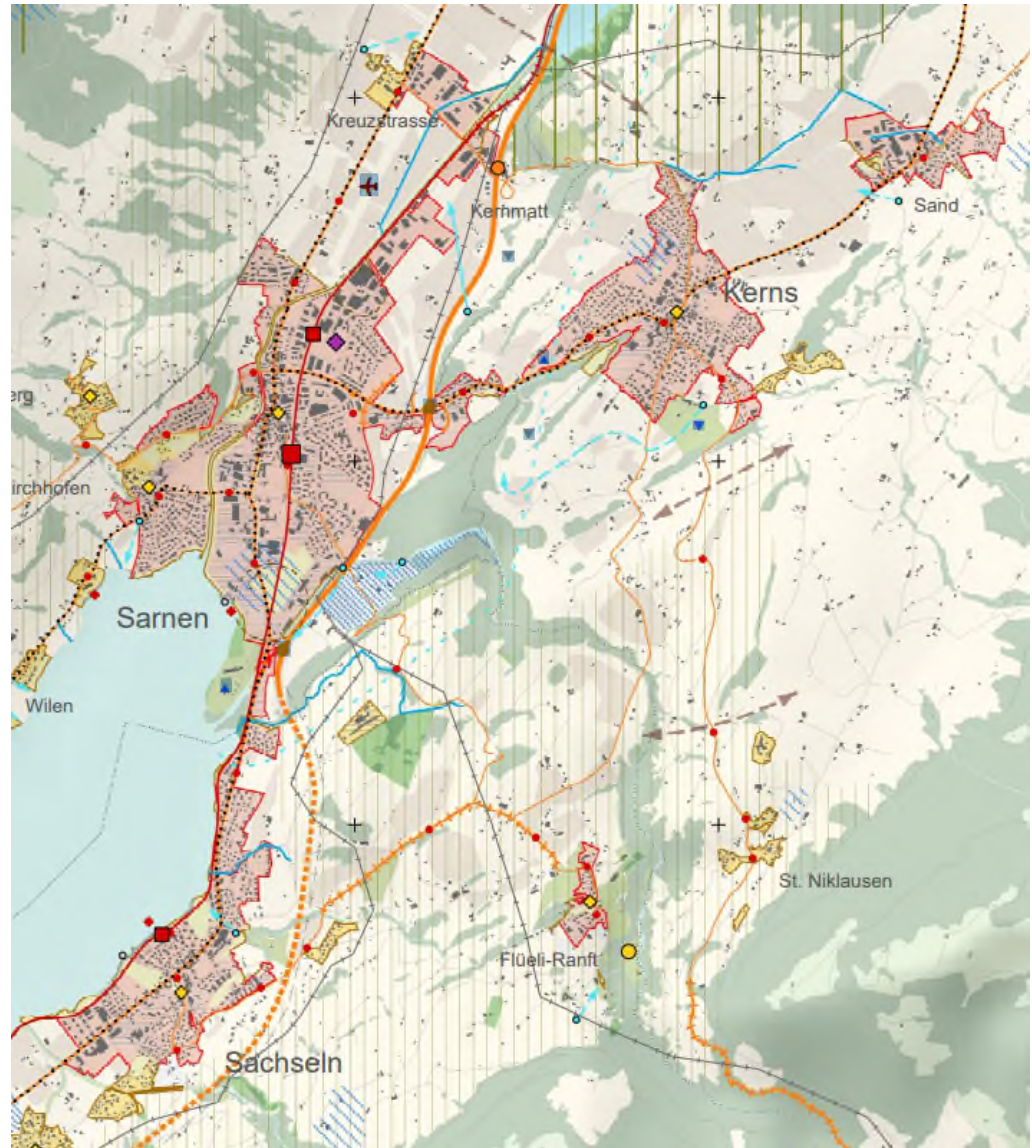 Kreuzstrasse
Sand
Kernmatt
Kerns
erg
irchhofen
Sarnen
Wilen
St. Niklausen
Flüeli-Ranft
Sachseln